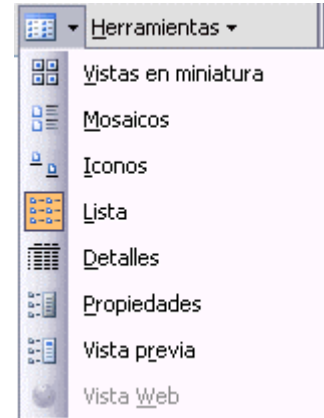 Herramientas
Vistas en miniatura
Mosaicos
Iconos
Lista
Detalles
Propiedades
Vista previa
Vista Web